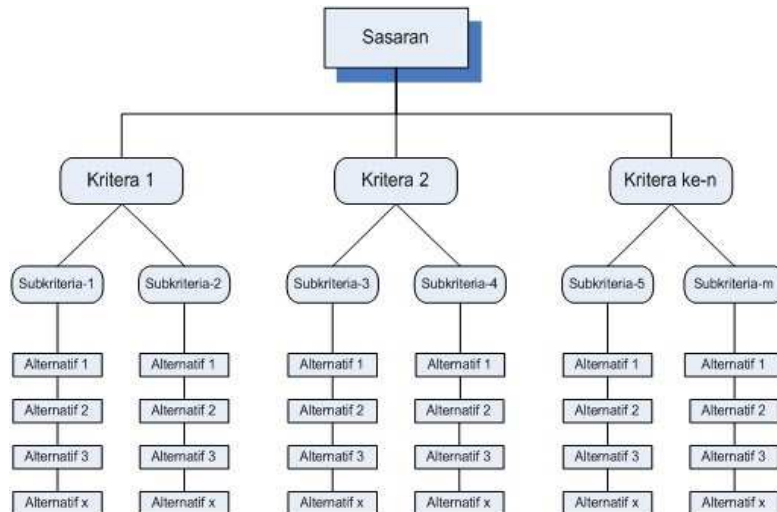 Sasaran
Kritera 1
Kritera 2
Kritera ke-n
Subkriteria-1
Subkriteria-2
Subkriteria-3
Subkriteria-4
Subkriteria-5
Subkriteria-m
Alternatif 1
Alternatif 1
Alternatif 1
Alternatif 1
Alternatif 1
Alternatif 1
Alternatif 2
Alternatif 2
Alternatif 2
Alternatif 2
Alternatif 2
Alternatif 2
Alternatif 3
Alternatif 3
Alternatif 3
Alternatif 3
Alternatif 3
Alternatif 3
Alternatif x
Alternatif x
Alternatif x
Alternatif x
Alternatif x
Alternatif x